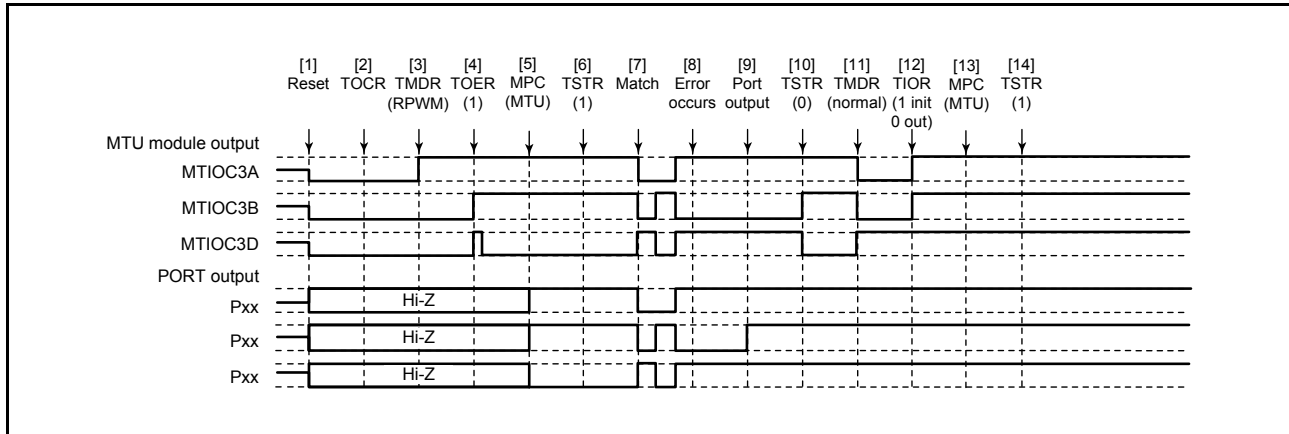 [1] [2] [3] [4] [5] [6] [7] [8] [9] [10] [11] [12] [13] [14]
Reset TOCR TMDR TOER MPC TSTR Match Error Port TSTR TMDR TIOR MPC TSTR
(RPWM) (1) (MTU) (1) occurs output (0) (normal) (1 init (MTU) (1)
0 out)
MTU module output
MTIOC3A
MTIOC3B
MTIOC3D
PORT output
Pxx Hi-Z
Pxx Hi-Z
Pxx Hi-Z